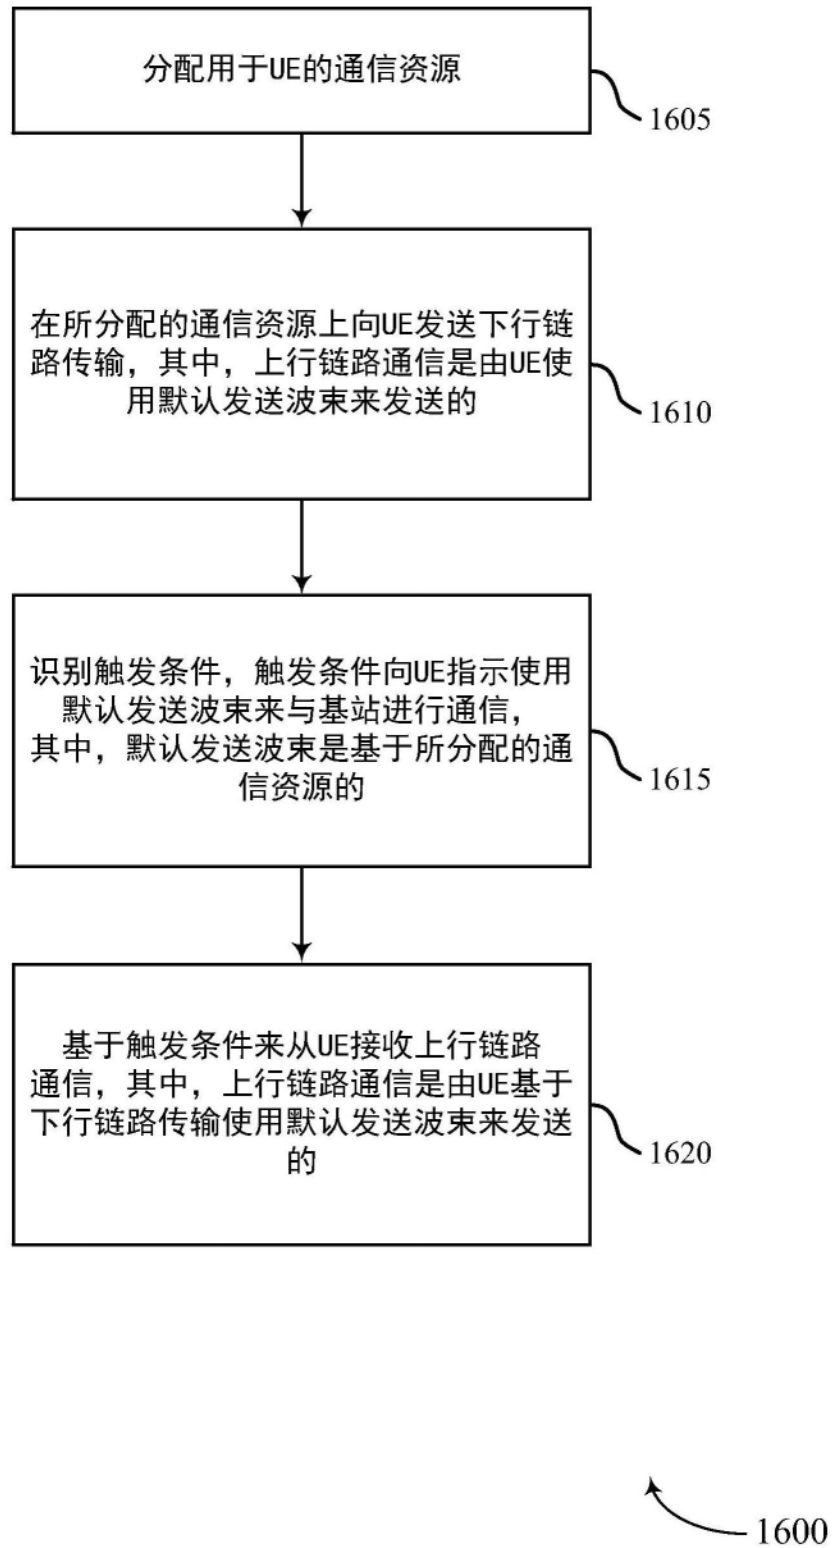 分配用于UE的通信资源
1605
在所分配的通信资源上向UE发送下行链
路传输，其中，上行链路通信是由UE使
用默认发送波束来发送的
1610
识别触发条件，触发条件向UE指示使用
默认发送波束来与基站进行通信，
其中，默认发送波束是基于所分配的通
信资源的
1615
基于触发条件来从UE接收上行链路
通信，其中，上行链路通信是由UE基于
下行链路传输使用默认发送波束来发送
的
1620
1600